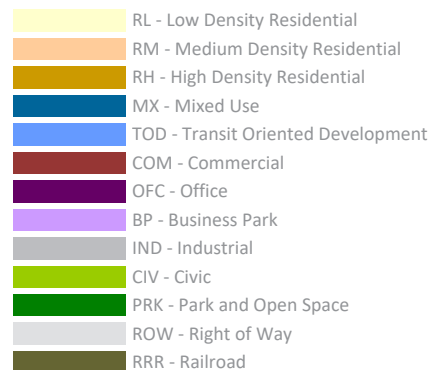 RL - Low Density Residential
RM - Medium Density Residential
RH - High Density Residential
MX - Mixed Use
TOD - Transit Oriented Development
COM - Commercial
OFC - Office
BP - Business Park
IND - Industrial
CIV - Civic
PRK - Park and Open Space
ROW - Right of Way
RRR - Railroad